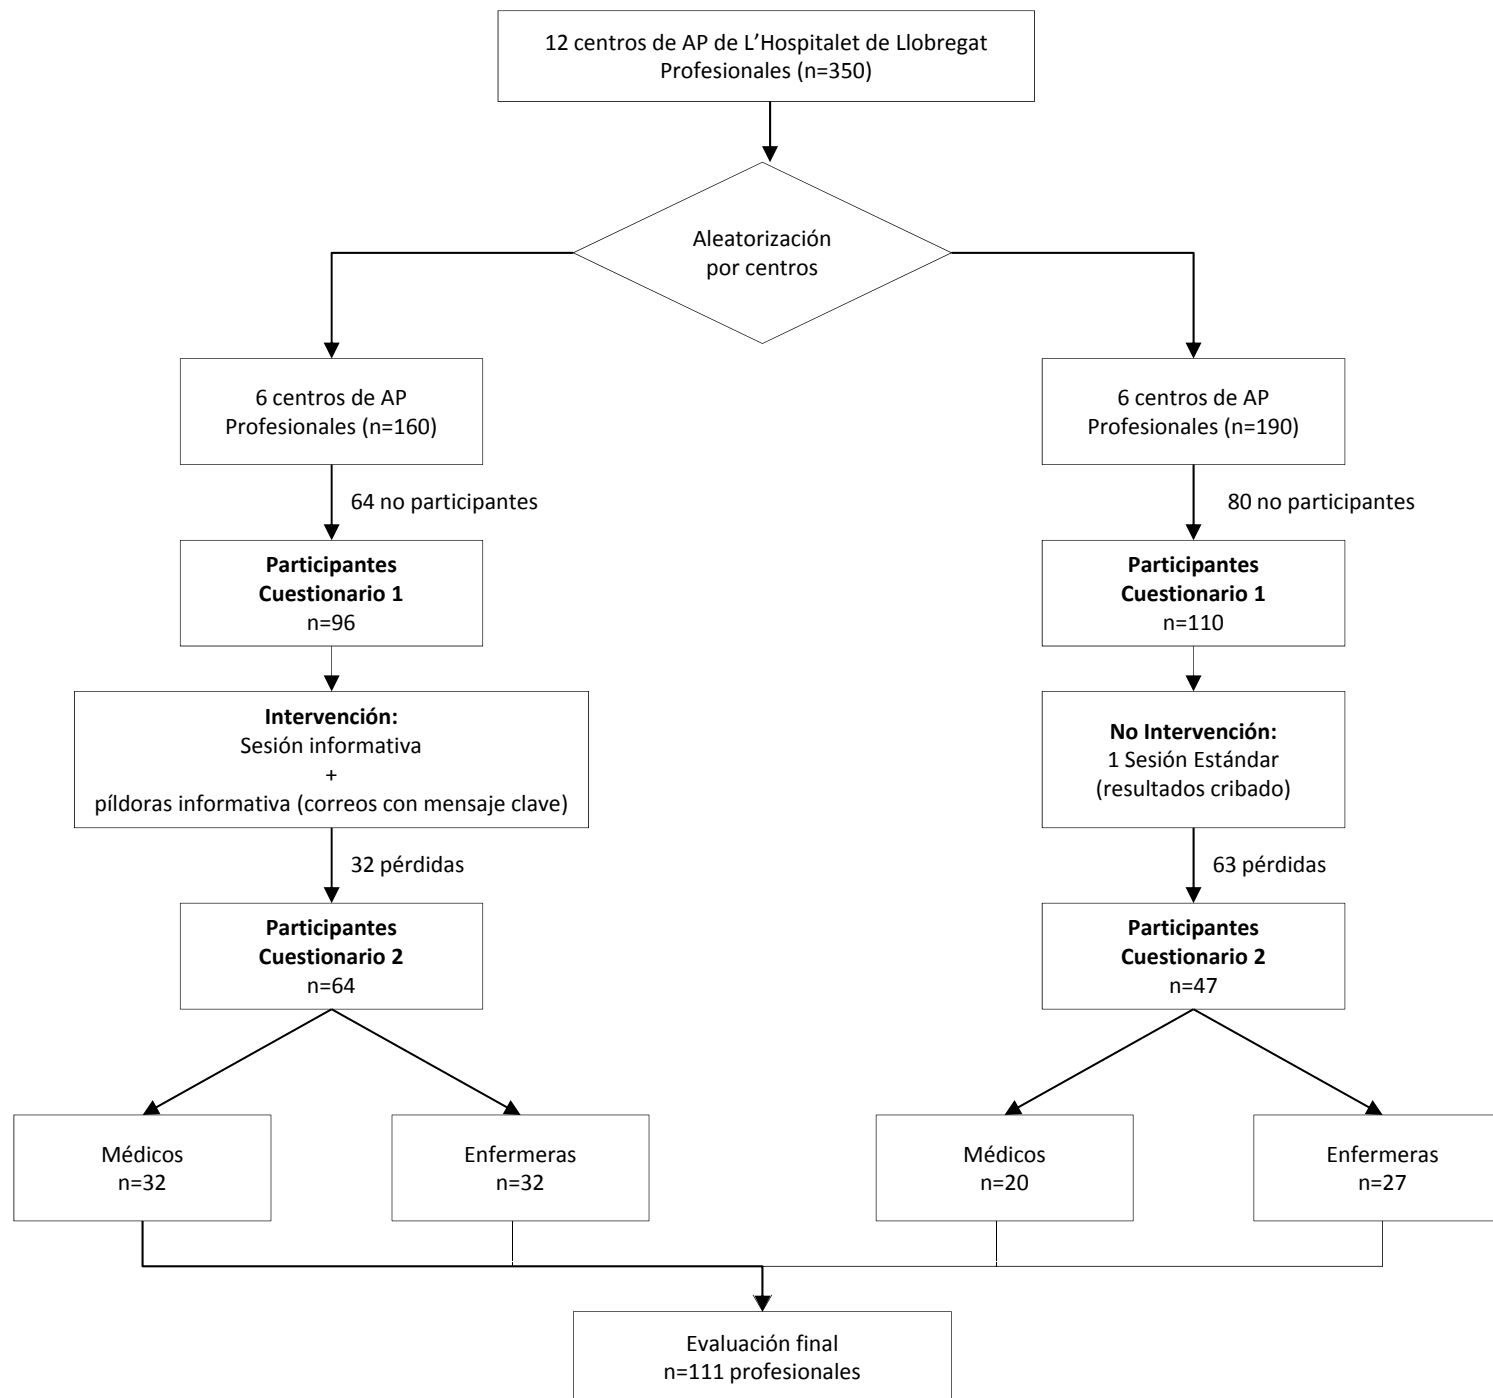 12 centros de AP de L’Hospitalet de Llobregat
Profesionales (n=350)
Aleatorización
por centros
6 centros de AP
Profesionales (n=160)
6 centros de AP
Profesionales (n=190)
64 no participantes
80 no participantes
Participantes
Cuestionario 1
n=96
Participantes
Cuestionario 1
n=110
Intervención:
Sesión informativa
+
píldoras informativa (correos con mensaje clave)
No Intervención:
1 Sesión Estándar
(resultados cribado)
32 pérdidas
63 pérdidas
Participantes
Cuestionario 2
n=64
Participantes
Cuestionario 2
n=47
Médicos
n=32
Enfermeras
n=32
Médicos
n=20
Enfermeras
n=27
Evaluación final
n=111 profesionales